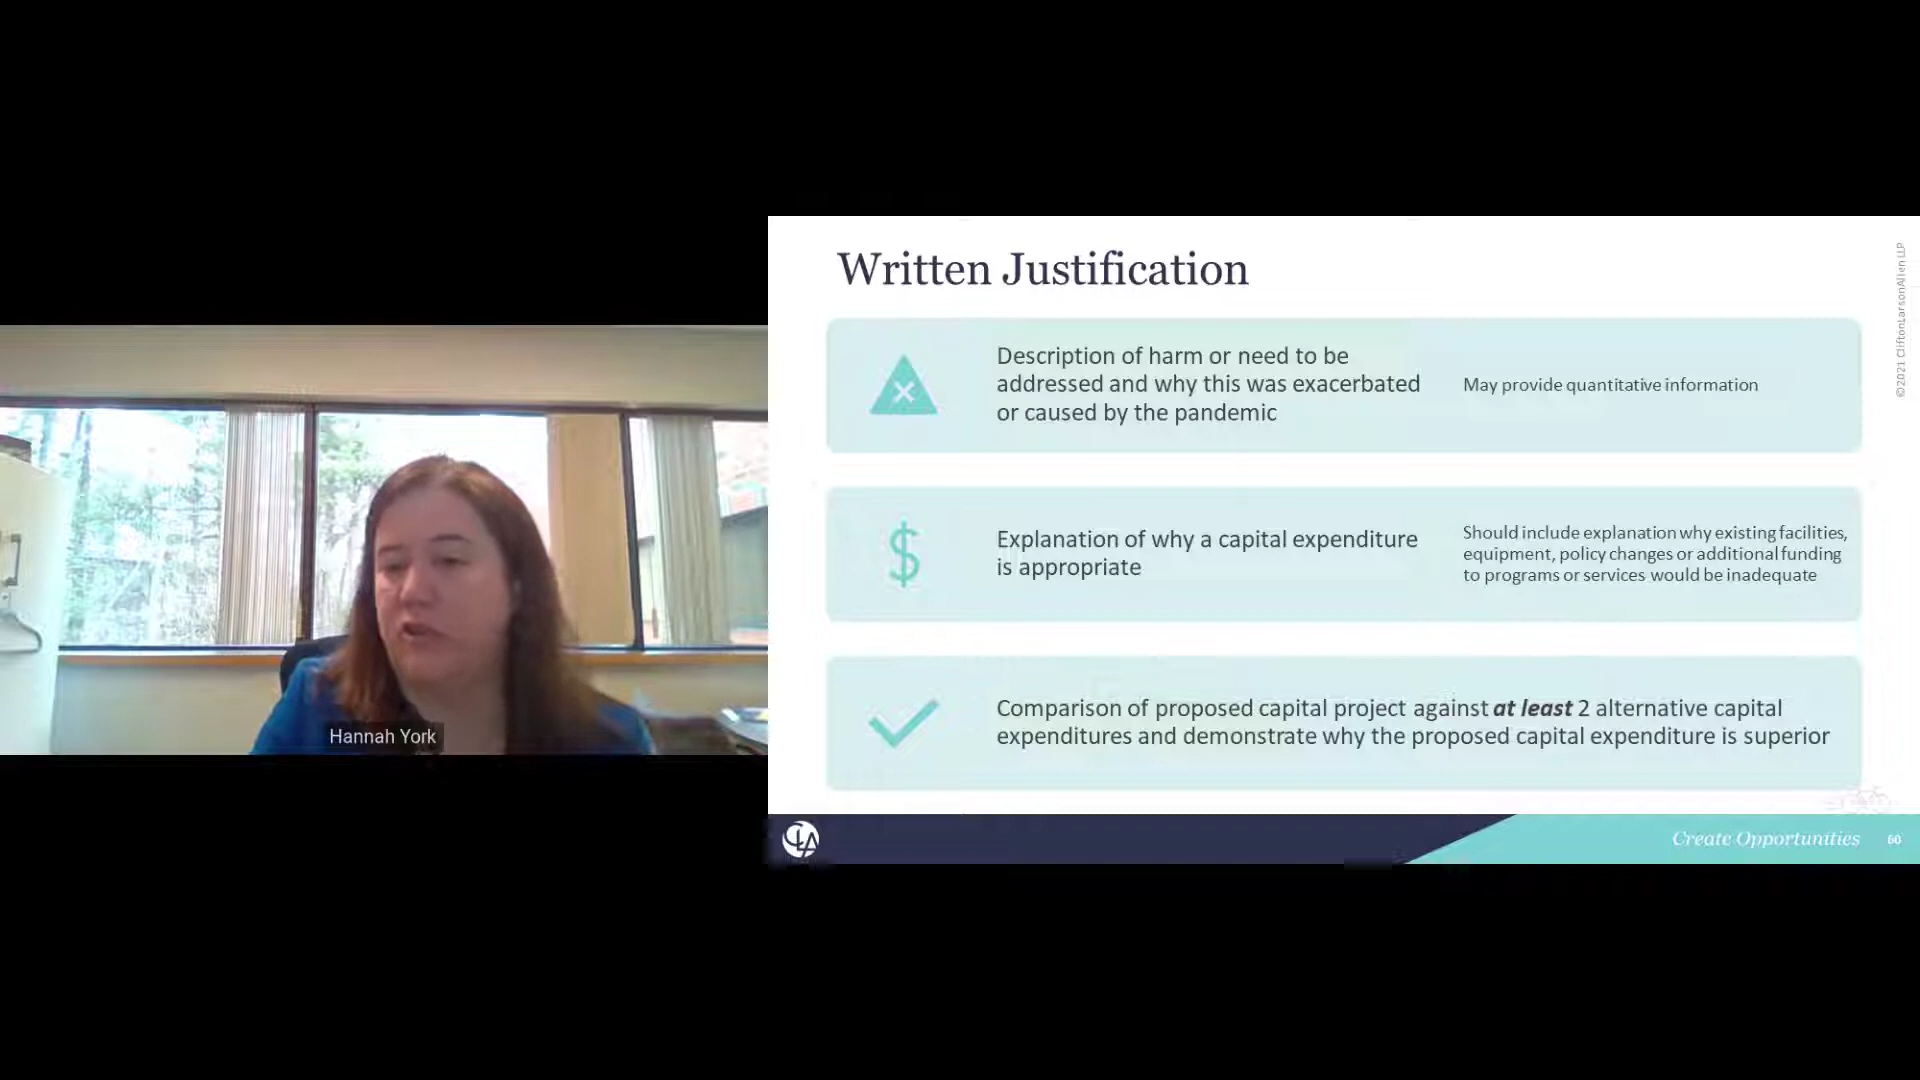 Hannah York
Written Justification
Description of harm or need to be
addressed and why this was exacerbated
or caused by the pandemic
May provide quantitative information
Explanation of why a capital expenditure
is appropriate
Should include explanation why existing facilities,
equipment, policy changes or additional funding
to programs or services would be inadequate
Comparison of proposed capital project against at least 2 alternative capital
expenditures and demonstrate why the proposed capital expenditure is superior
©2021 CliftonLarsonAllen LLP
CLA
Create Opportunities
60